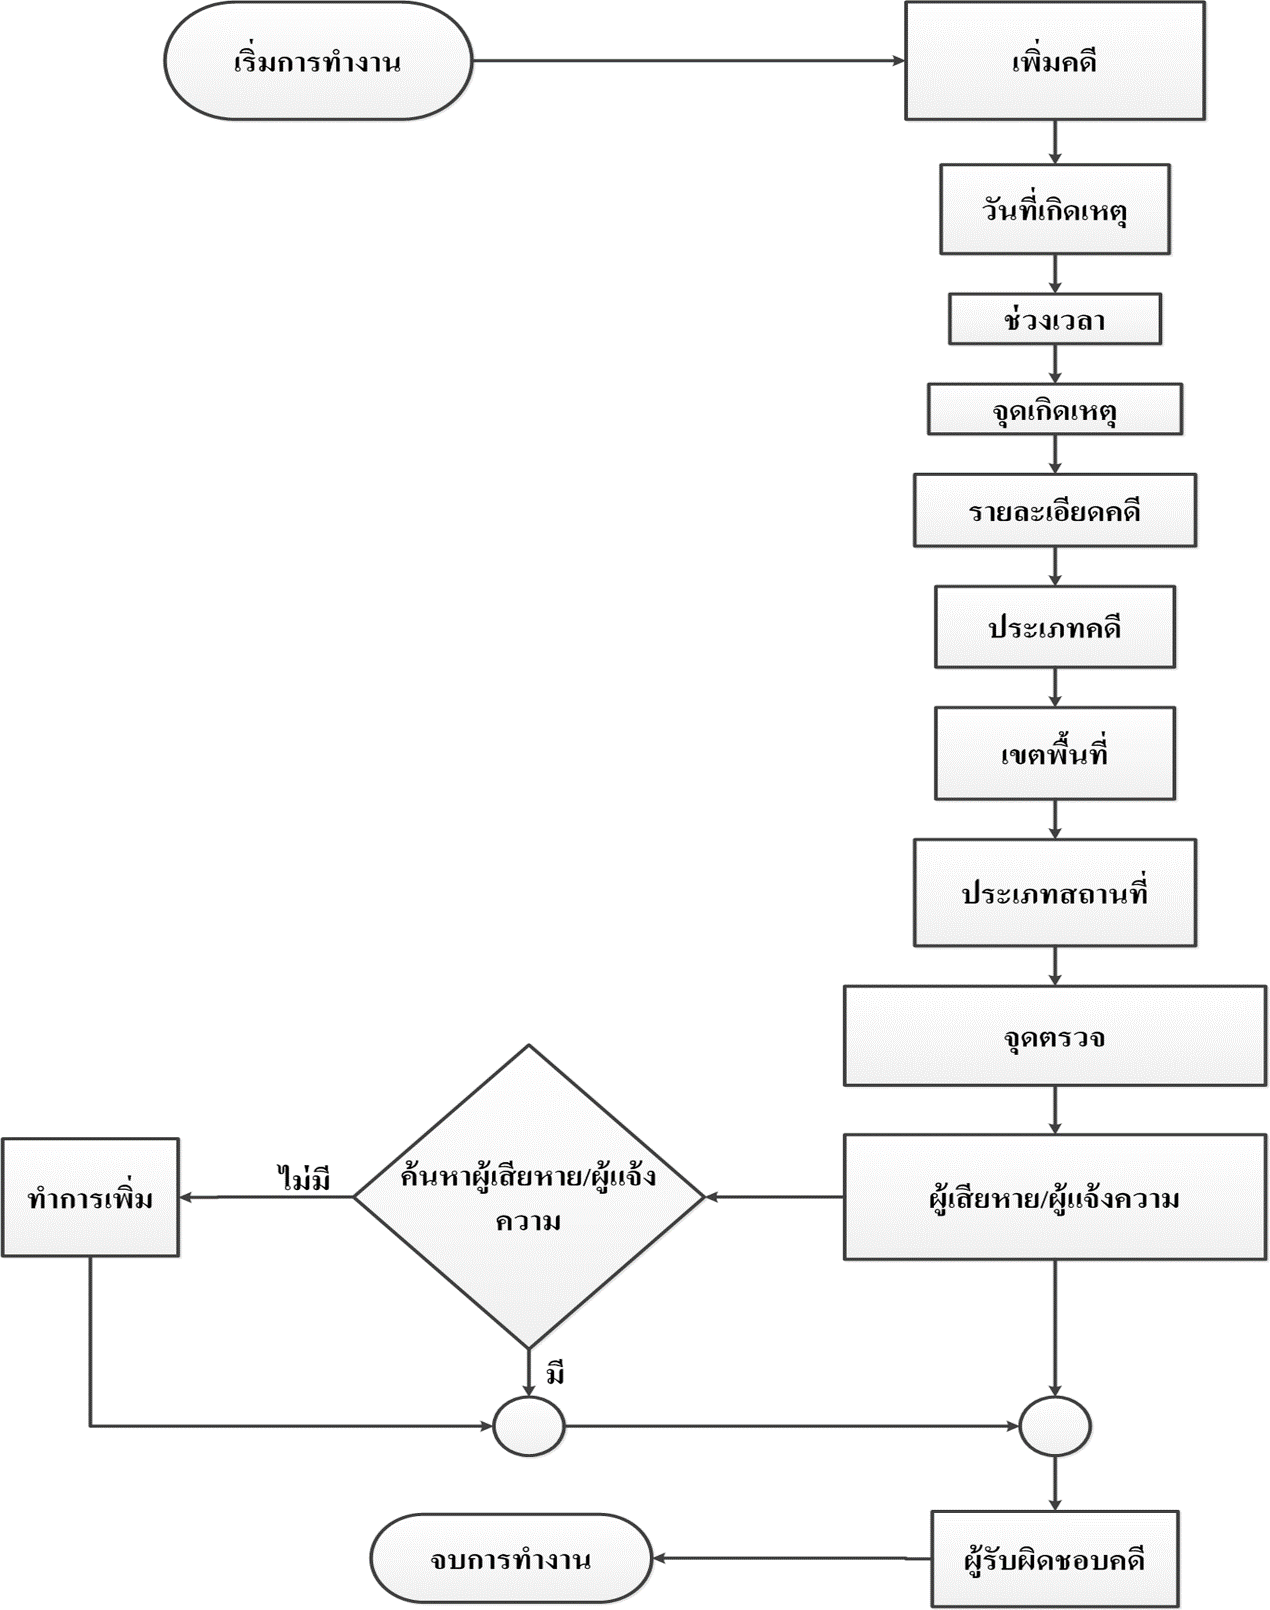 เริ่มการทำงาน
เพิ่มคดี
วันที่เกิดเหตุ
ช่วงเวลา
จุดเกิดเหตุ
รายละเอียดคดี
ประเภทคดี
เขตพื้นที่
ประเภทสถานที่
จุดตรวจ
ผู้เสียหาย/ผู้แจ้งความ
ค้นหาผู้เสียหาย/ผู้แจ้ง
ความ
ไม่มี
ทำการเพิ่ม
มี
ผู้รับผิดชอบคดี
จบการทำงาน